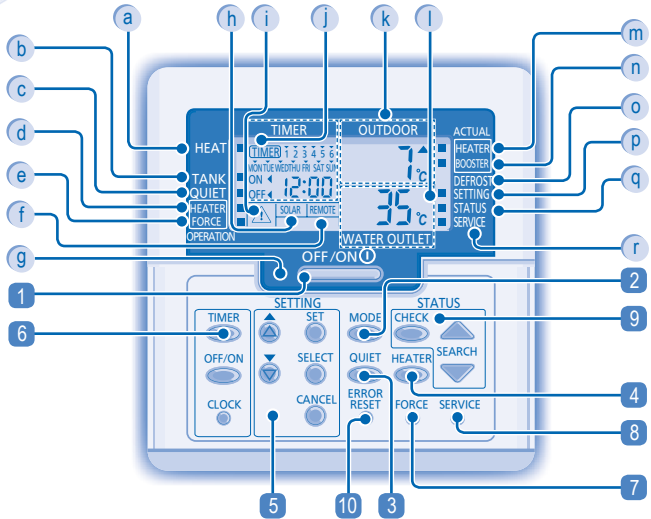 h i j k l
a m
b n
c o
d p
e q
f r
g
TIMER OUTDOOR ACTUAL
HEAT TIMER 1 2 3 4 5 6 7 °C HEATER
BOOSTER
MON TUE WED THU FRI SAT SUN
TANK ON 12:00 DEFROST
QUIET OFF 35 °C SETTING
HEATER SOLAR REMOTE STATUS
FORCE SERVICE
OPERATION WATER OUTLET
OFF/ON
1 SETTING STATUS 2
6 TIMER SET MODE CHECK 9
OFF/ON SELECT QUIET HEATER SEARCH
CLOCK CANCEL ERROR RESET FORCE SERVICE 4
8
5 10 3 7